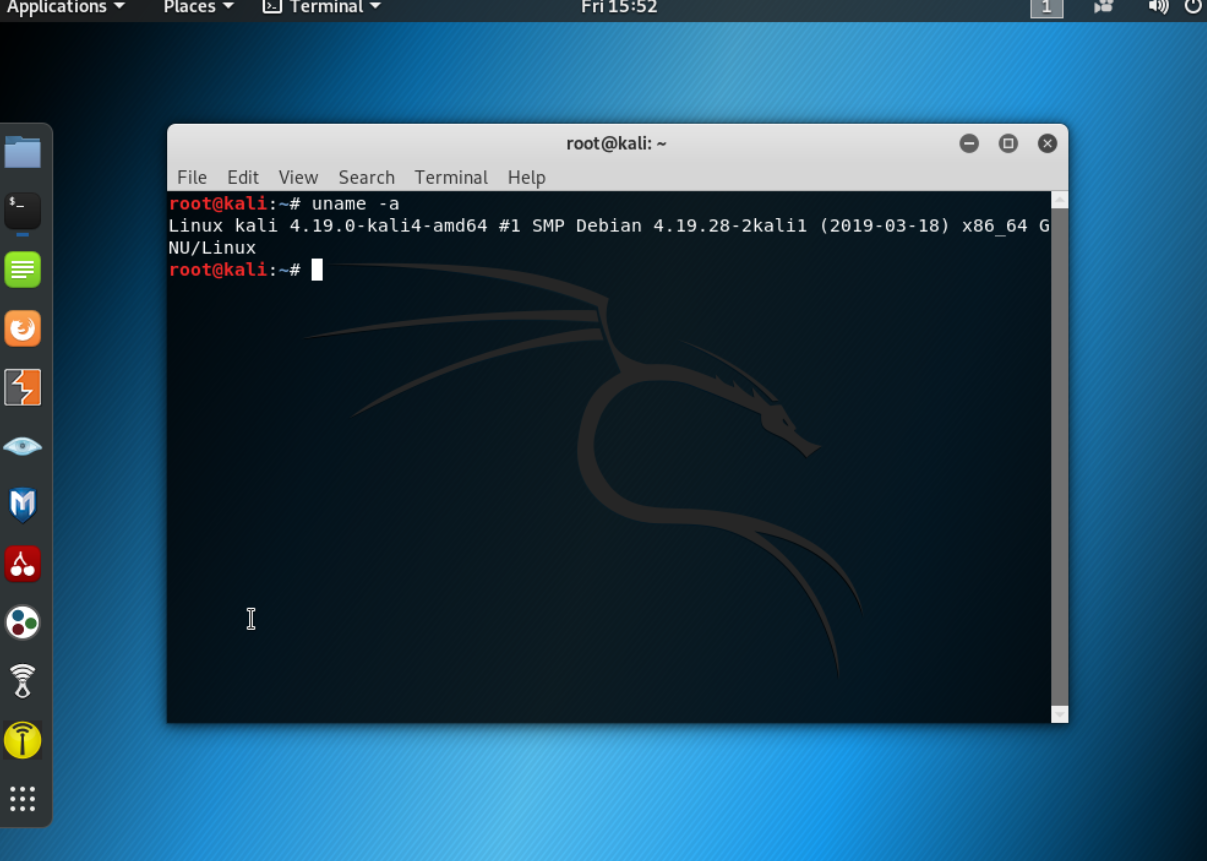 Applications Places Terminal Fri 15:52 1
root@kali: ~
File Edit View Search Terminal Help
root@kali:~# uname -a
Linux kali 4.19.0-kali4-amd64 #1 SMP Debian 4.19.28-2kali1 (2019-03-18) x86_64 G
NU/Linux
root@kali:~#